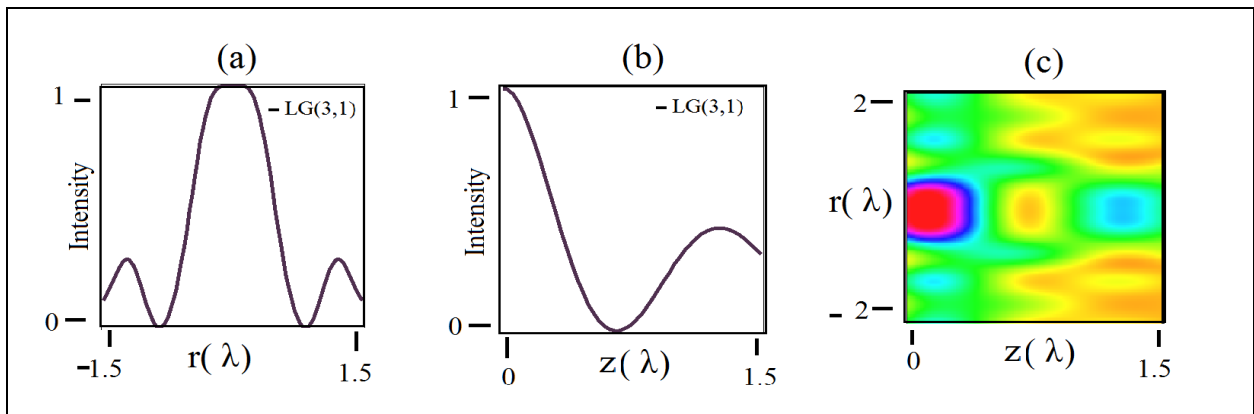 (a)
1
0
Intensity
– LG(3,1)
–1.5
r( λ)
1.5
(b)
1
0
Intensity
– LG(3,1)
0
z( λ)
1.5
(c)
2
r( λ)
- 2
0
z( λ)
1.5